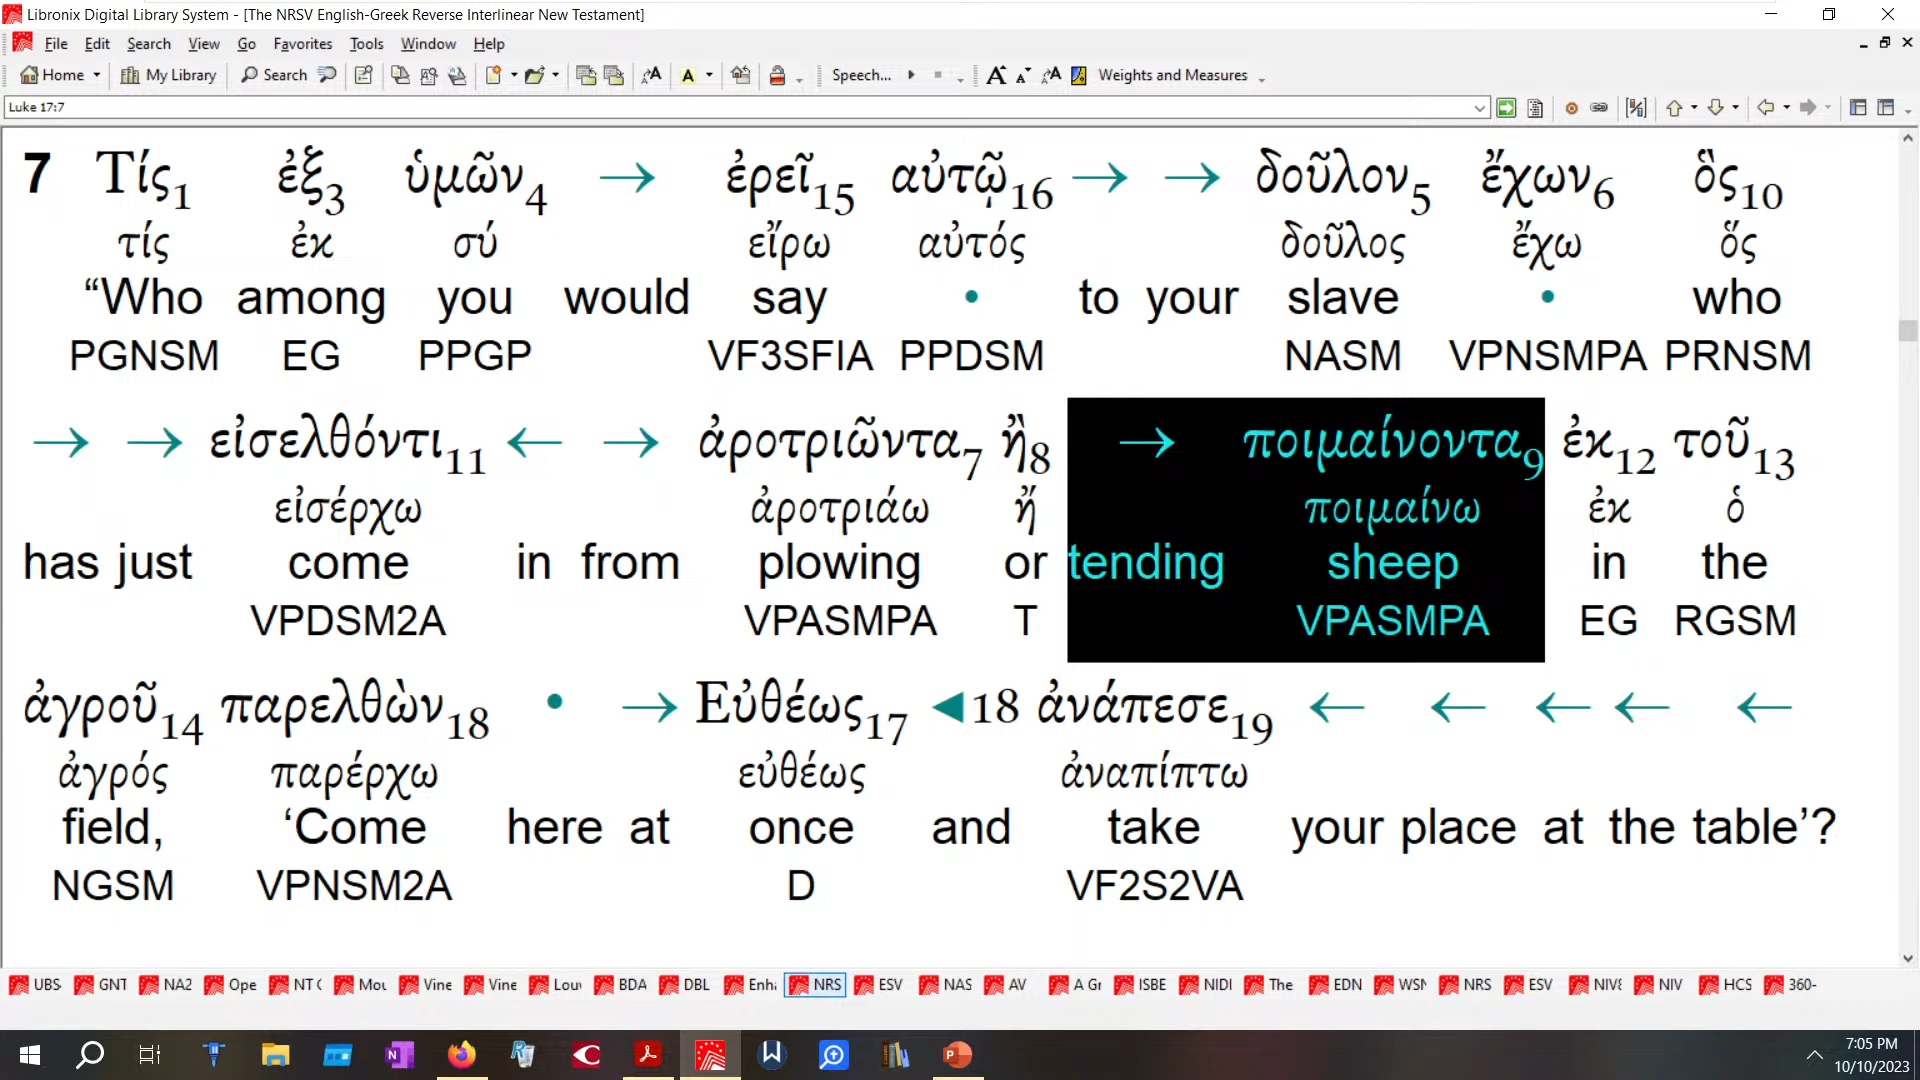 Libronix Digital Library System - [The NRSV English-Greek Reverse Interlinear New Testament]
File Edit Search View Go Favorites Tools Window Help
Home My Library Search Speech... Weights and Measures
Luke 17:7
7 Τίς1 ἐξ3 ὑμῶν4 → ἐρεῖ15 αὐτῷ16 → → δοῦλον5 ἔχων6 ὃς10
τίς ἐκ σύ εἴρω αὐτός δοῦλος ἔχω ὅς
“Who among you would say • to your slave • who
PGNSM EG PPGP VF3SFIA PPDSM NASM VPNSMPA PRNSM
→ → εἰσελθόντι11 ← → ἀροτριῶντα7 ἢ8 → ποιμαίνοντα9 ἐκ12 τοῦ13
εἰσέρχω ἀροτριάω ἤ ποιμαίνω ἐκ ὁ
has just come in from plowing or tending sheep in the
VPDSM2A VPASMPA T VPASMPA EG RGSM
ἀγροῦ14 παρελθὼν18 • → Εὐθέως17 ◀18 ἀνάπεσε19 ← ← ← ← ←
ἀγρός παρέρχω εὐθέως ἀναπίπτω
field, ‘Come here at once and take your place at the table’?
NGSM VPNSM2A D VF2S2VA
UBS GNT NA2 Ope NT Mou Vine Vine Lou BDA DBL Enh NRS ESV NAS AV A Gr ISBE NIDI The EDN WSN NRS ESV NIV NIV HCS 360-
7:05 PM
10/10/2023